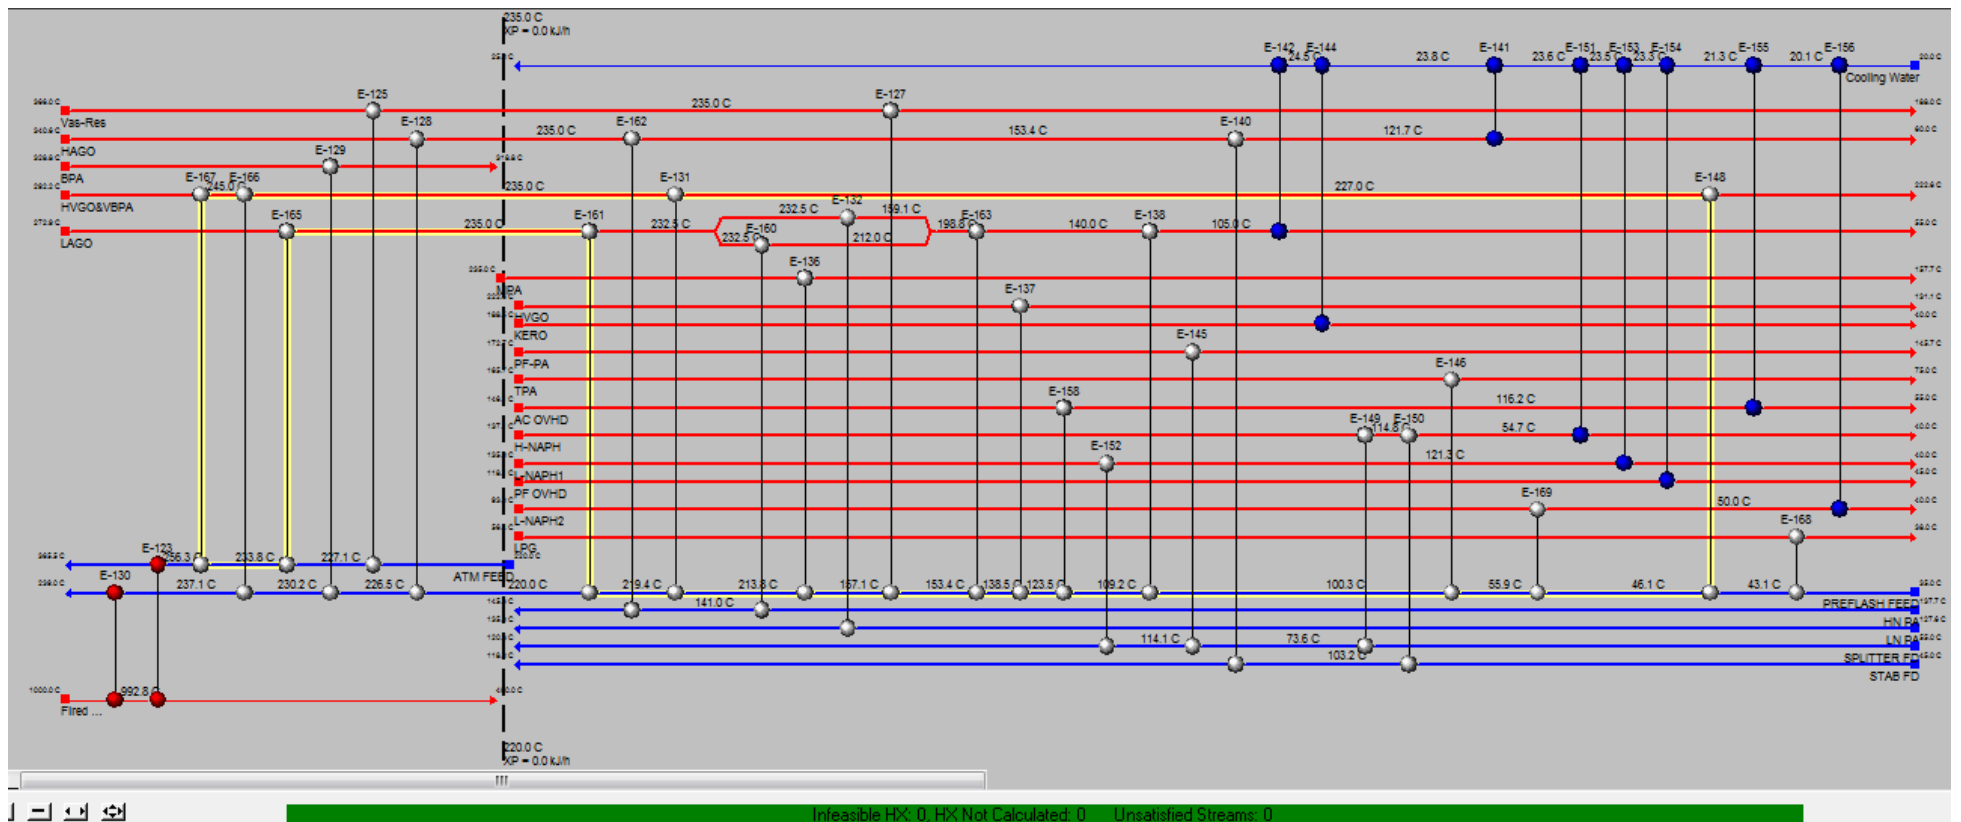 235.0 C
XP = 0.0 kJ/h
E-142 E-144 E-141 E-151 E-153 E-154 E-155 E-156
24.5 C 23.8 C 23.6 C 23.5 C 23.3 C 21.3 C 20.1 C
Cooling Water
E-125 E-127
235.0 C
Vas-Res
E-128 E-162 E-140
235.0 C 153.4 C 121.7 C
HAGO
E-129
BPA
E-167 E-166 E-131 E-148
245.0 235.0 C 227.0 C
HVGO&VBPA
E-165 E-161 E-132 E-163 E-138
232.5 C 159.1 C
235.0 C 232.5 C 198.8 C 140.0 C 105.0 C
E-160
232.5 C 212.0 C
LAGO
E-136
MPA
E-137
HVGO
KERO
E-145
PF-PA
E-146
TPA
E-158
116.2 C
AC OVHD
E-149 E-150
114.8 C 54.7 C
H-NAPH
E-152
121.3 C
L-NAPH1
PF OVHD
E-169
50.0 C
L-NAPH2
E-168
LPG
E-123
256.3 C 233.8 C 227.1 C
ATM FEED
E-130
237.1 C 230.2 C 226.5 C 220.0 C 219.4 C 213.8 C 157.1 C 153.4 C 138.5 C 123.5 C 109.2 C 100.3 C 55.9 C 46.1 C 43.1 C
PREFLASH FEED
141.0 C
HN PA
LN PA
114.1 C 73.6 C
SPLITTER FD
103.2 C
STAB FD
992.8 C
Fired ...
220.0 C
XP = 0.0 kJ/h
Infeasible HX: 0, HX Not Calculated: 0 Unsatisfied Streams: 0